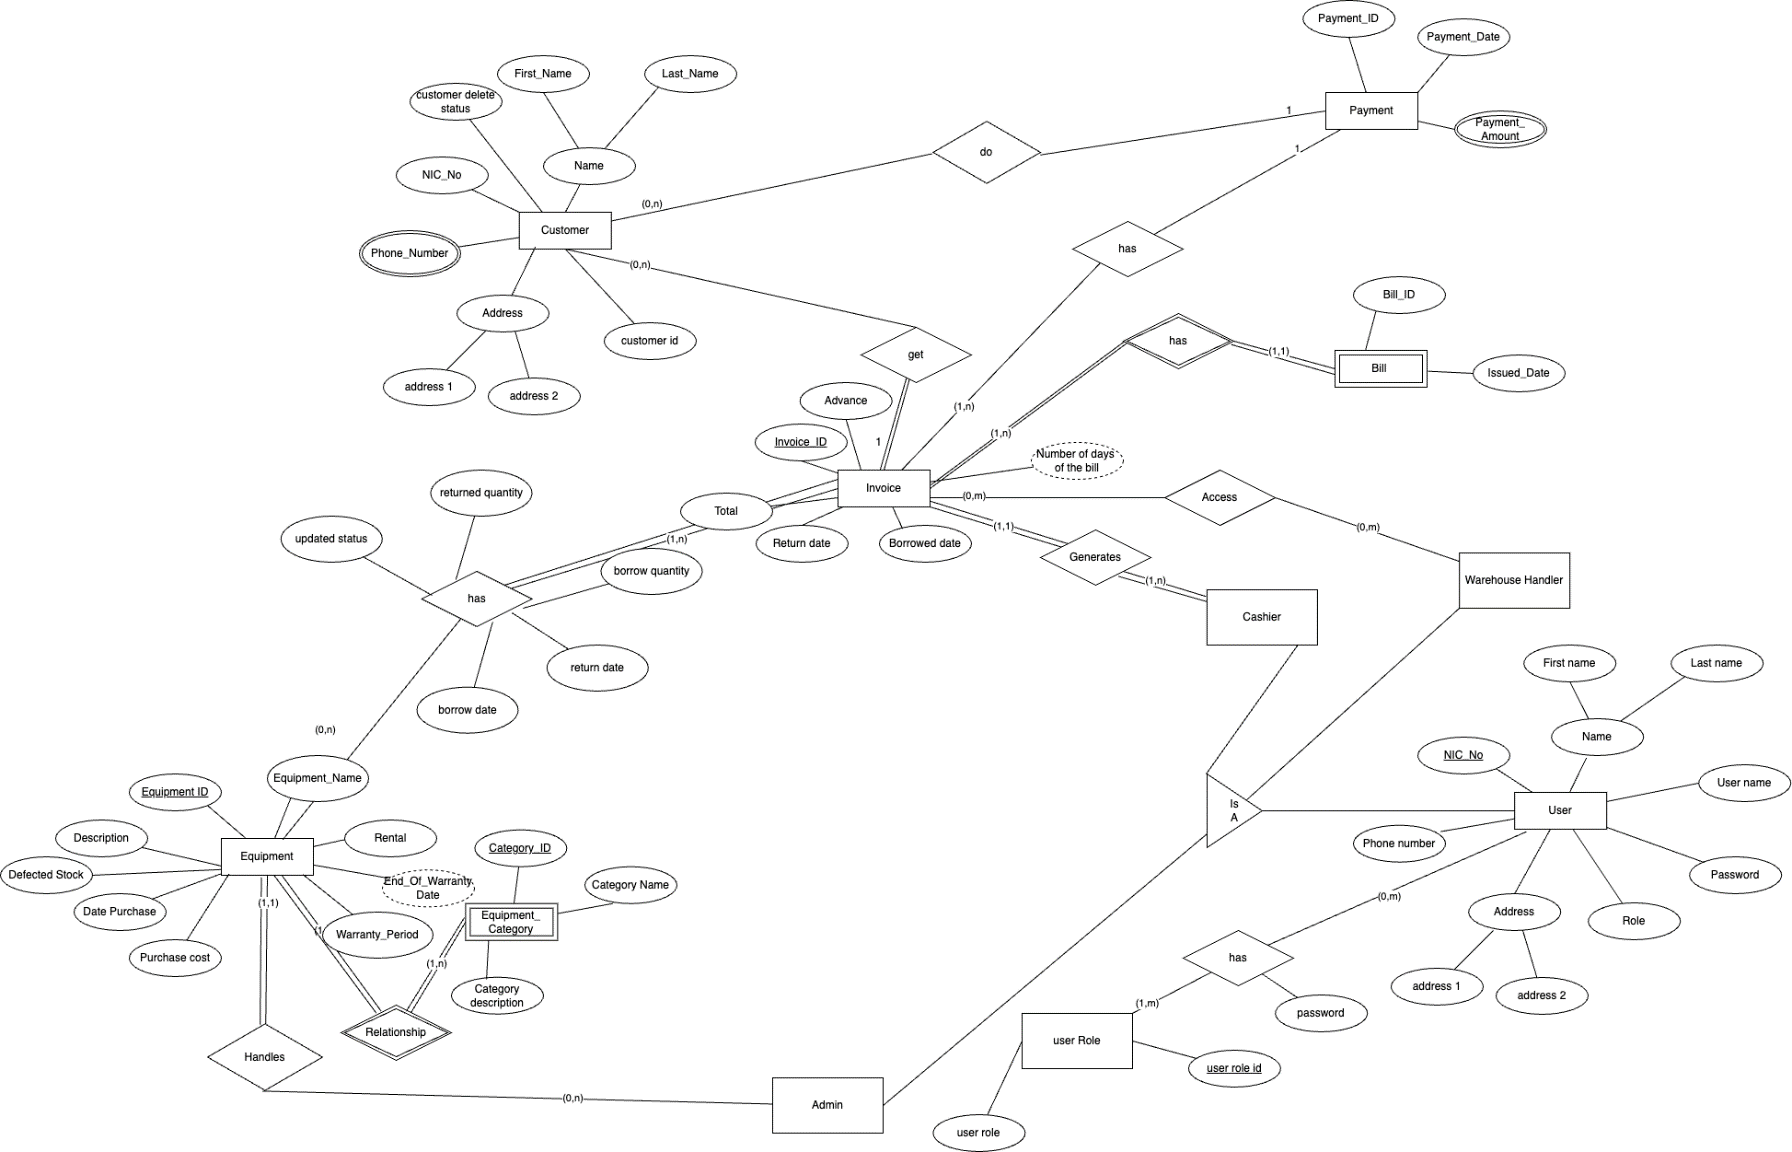 Payment_ID
Payment_Date
Payment
Payment_
Amount
First_Name
Last_Name
customer delete
status
Name
NIC_No
Customer
Phone_Number
Address
address 1
address 2
customer id
(0,n)
do
1
1
has
(0,n)
get
1
(1,n)
has
(1,1)
(1,n)
Bill_ID
Bill
Issued_Date
Advance
Invoice_ID
Invoice
Number of days
of the bill
Total
Return date
Borrowed date
(0,m)
Access
(0,m)
Warehouse Handler
(1,1)
Generates
(1,n)
Cashier
returned quantity
updated status
(1,n)
has
borrow quantity
return date
borrow date
(0,n)
Equipment_Name
Equipment ID
Description
Defected Stock
Date Purchase
Purchase cost
Equipment
Rental
End_Of_Warranty_
Date
Warranty_Period
(1,1)
(1
Category_ID
Category Name
Equipment_
Category
Category
description
(1,n)
Relationship
Handles
(0,n)
Admin
Is
A
First name
Last name
Name
NIC_No
User name
User
Phone number
Password
Address
Role
address 1
address 2
(0,m)
has
password
(1,m)
user Role
user role id
user role